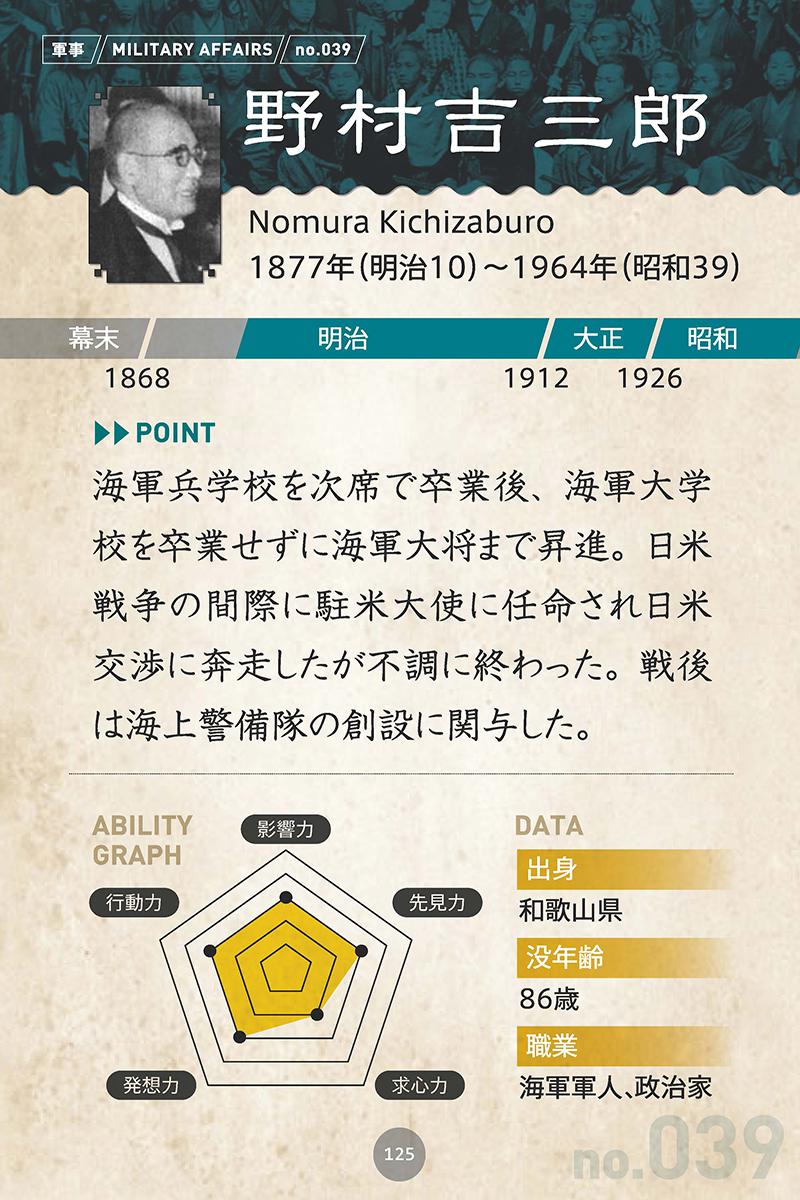 軍事 MILITARY AFFAIRS no.039
野村吉三郎
Nomura Kichizaburo
1877年(明治10)～1964年(昭和39)
幕末 明治 大正 昭和
1868 1912 1926
POINT
海軍兵学校を次席で卒業後、海軍大学
校を卒業せずに海軍大将まで昇進。日米
戦争の間際に駐米大使に任命され日米
交渉に奔走したが不調に終わった。戦後
は海上警備隊の創設に関与した。
ABILITY
GRAPH
影響力
行動力
先見力
発想力
求心力
DATA
出身
和歌山県
没年齢
86歳
職業
海軍軍人、政治家
125
no.039